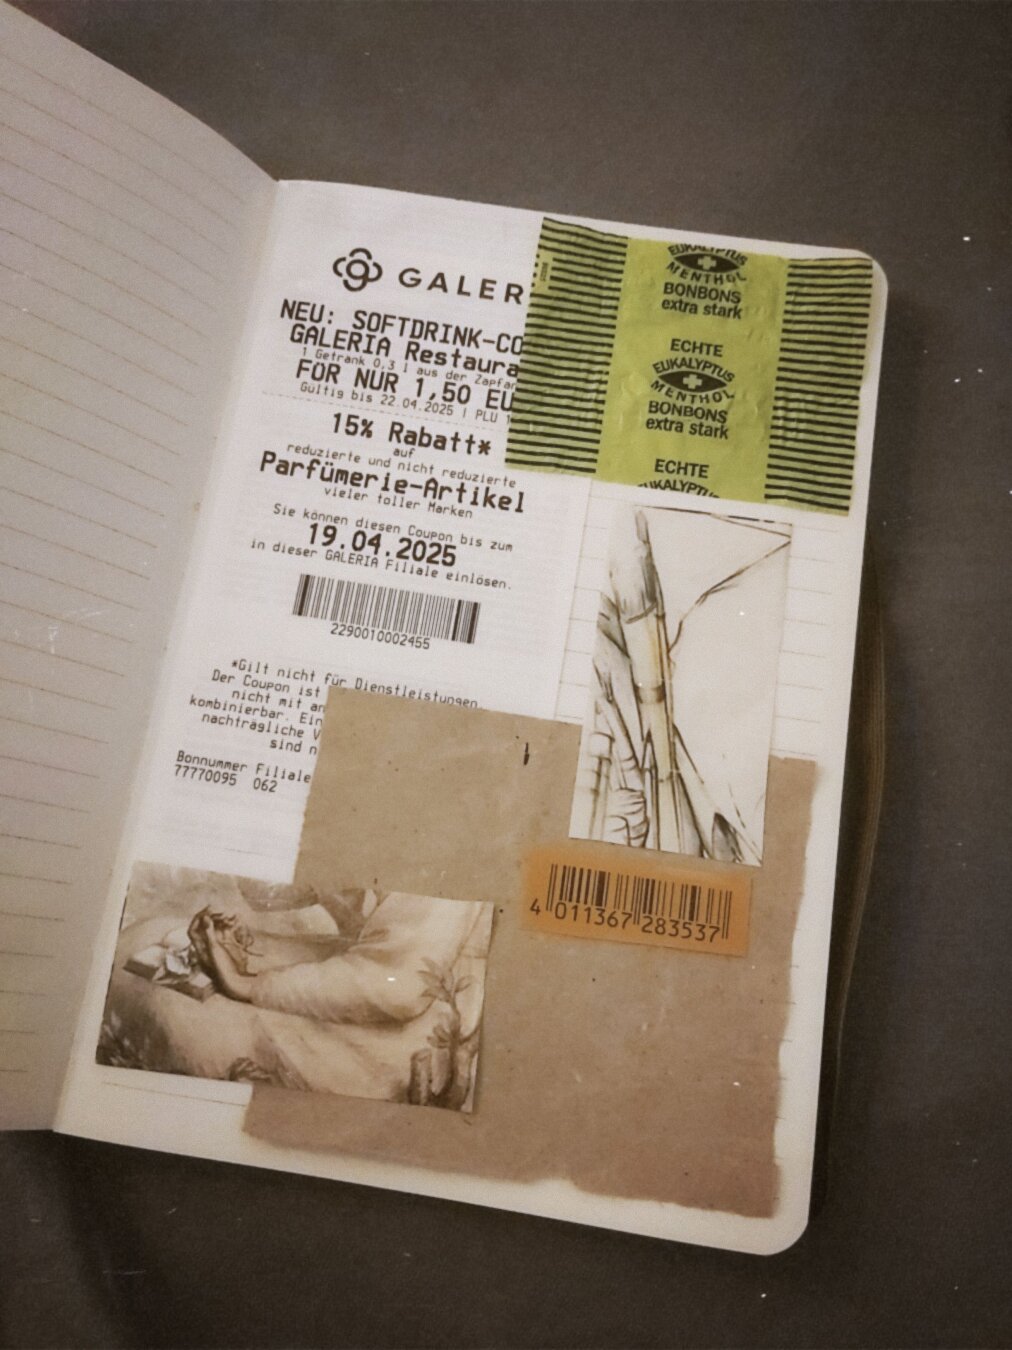 GALER
NEU: SOFTDRINK-CO
GALERIA Restaura
1 Getränk 0,3 l aus der Zapfan
FÜR NUR 1,50 EU
Gültig bis 22.04.2025 | PLU
15% Rabatt*
auf
reduzierte und nicht reduzierte
Parfümerie-Artikel
vieler toller Marken
Sie können diesen Coupon bis zum
19.04.2025
in dieser GALERIA Filiale einlösen.
2290010002455
*Gilt nicht für Dienstleistungen.
Der Coupon ist
nicht mit an
kombinierbar. Ein
nachträgliche V
sind n
Bonnummer Filiale
77770095 062
EUKALYPTUS
MENTHOL
BONBONS
extra stark
ECHTE
EUKALYPTUS
MENTHOL
BONBONS
extra stark
ECHTE
EUKALYPTUS
4 011367 283537